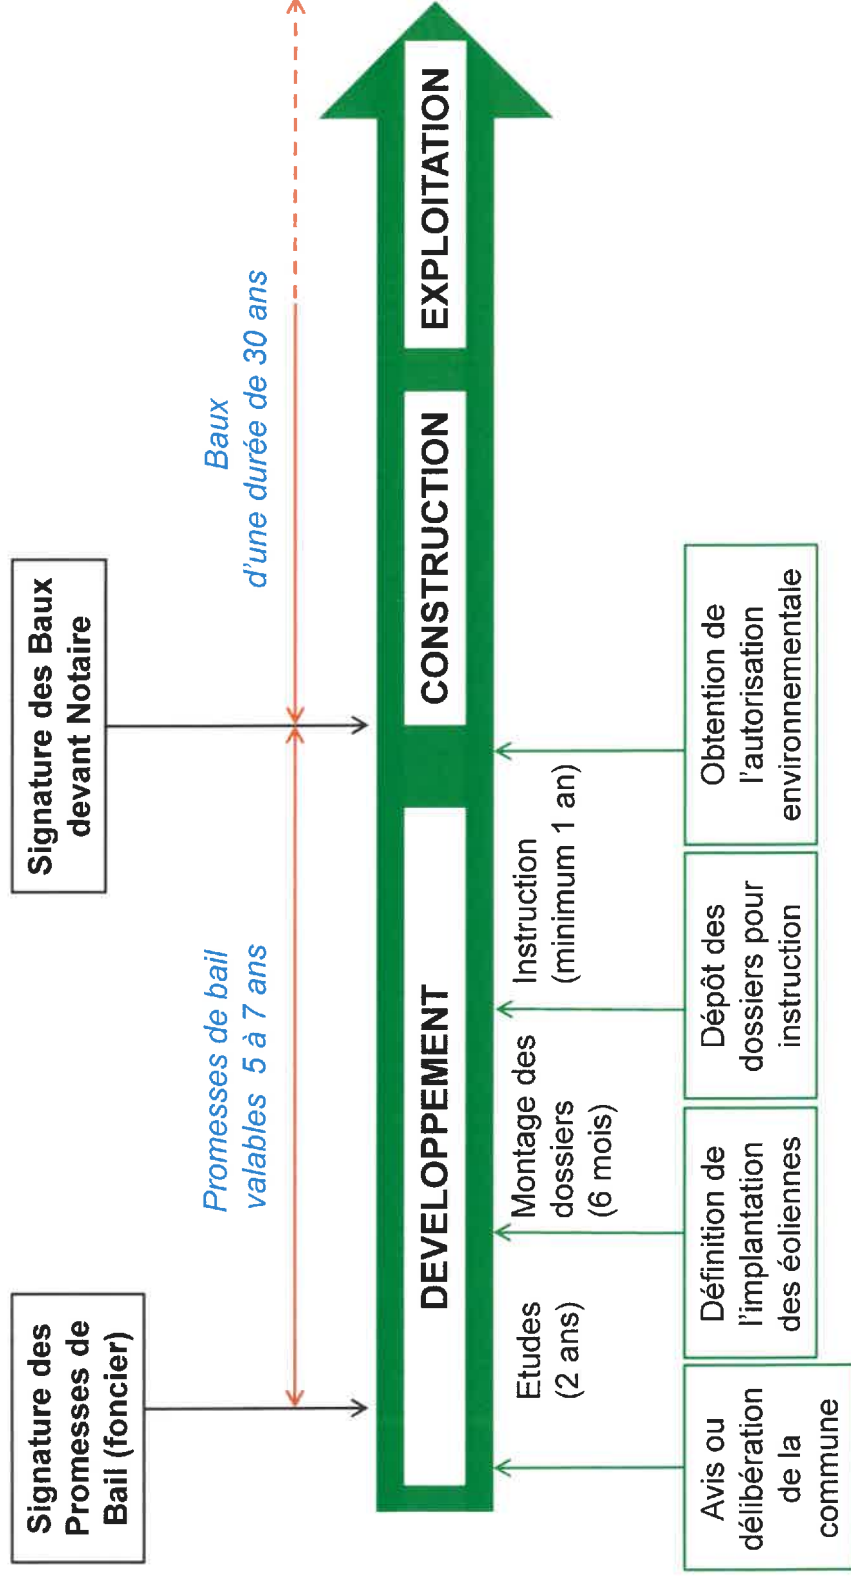 Signature des
Promesses de
Bail (foncier)
Signature des Baux
devant Notaire
Promesses de bail
valables 5 à 7 ans
Baux
d'une durée de 30 ans
DEVELOPPEMENT
CONSTRUCTION
EXPLOITATION
Etudes
(2 ans)
Montage des
dossiers
(6 mois)
Instruction
(minimum 1 an)
Avis ou
délibération
de la
commune
Définition de
l'implantation
des éoliennes
Dépôt des
dossiers pour
instruction
Obtention de
l'autorisation
environnementale